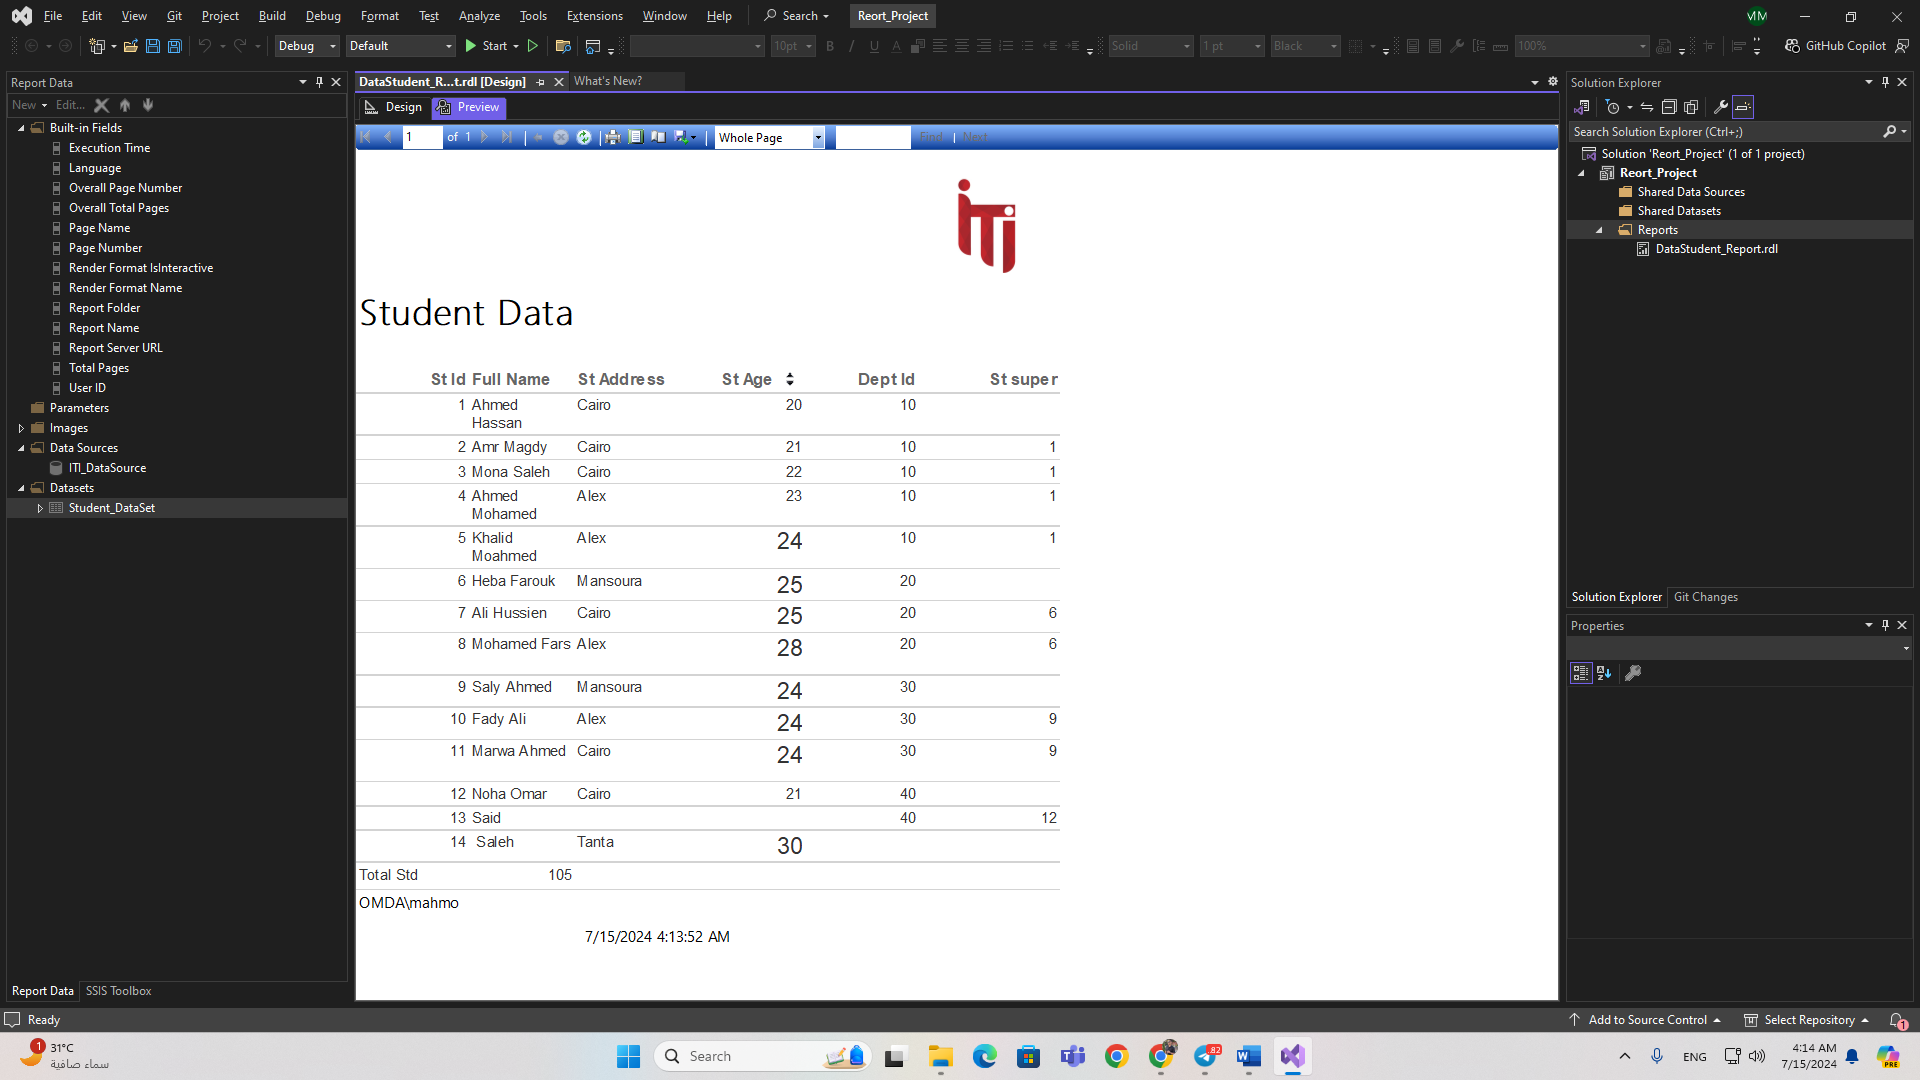 File Edit View Git Project Build Debug Format Test Analyze Tools Extensions Window Help Search Reort_Project VM
Debug Default Start 10pt Solid 1 pt Black 100% GitHub Copilot
Report Data
New Edit...
Built-in Fields
Execution Time
Language
Overall Page Number
Overall Total Pages
Page Name
Page Number
Render Format IsInteractive
Render Format Name
Report Folder
Report Name
Report Server URL
Total Pages
User ID
Parameters
Images
Data Sources
ITI_DataSource
Datasets
Student_DataSet
Report Data SSIS Toolbox
DataStudent_R...t.rdl [Design] What's New?
Design Preview
1 of 1 Whole Page Find Next
iTi
Student Data
St Id Full Name St Address St Age Dept Id St super
1 Ahmed Hassan Cairo 20 10
2 Amr Magdy Cairo 21 10 1
3 Mona Saleh Cairo 22 10 1
4 Ahmed Mohamed Alex 23 10 1
5 Khalid Moahmed Alex 24 10 1
6 Heba Farouk Mansoura 25 20
7 Ali Hussien Cairo 25 20 6
8 Mohamed Fars Alex 28 20 6
9 Saly Ahmed Mansoura 24 30
10 Fady Ali Alex 24 30 9
11 Marwa Ahmed Cairo 24 30 9
12 Noha Omar Cairo 21 40
13 Said 40 12
14 Saleh Tanta 30
Total Std 105
OMDA\mahmo
7/15/2024 4:13:52 AM
Solution Explorer
Search Solution Explorer (Ctrl+;)
Solution 'Reort_Project' (1 of 1 project)
Reort_Project
Shared Data Sources
Shared Datasets
Reports
DataStudent_Report.rdl
Solution Explorer Git Changes
Properties
Ready Add to Source Control Select Repository 1
1 31°C
سماء صافية
Search 82 ENG 4:14 AM
7/15/2024 PRE